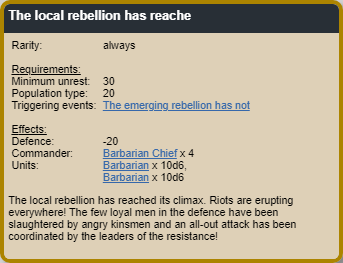 The local rebellion has reache
Rarity: always
Requirements:
Minimum unrest: 30
Population type: 20
Triggering events: The emerging rebellion has not
Effects:
Defence: -20
Commander: Barbarian Chief x 4
Units: Barbarian x 10d6,
Barbarian x 10d6
The local rebellion has reached its climax. Riots are erupting
everywhere! The few loyal men in the defence have been
slaughtered by angry kinsmen and an all-out attack has been
coordinated by the leaders of the resistance!